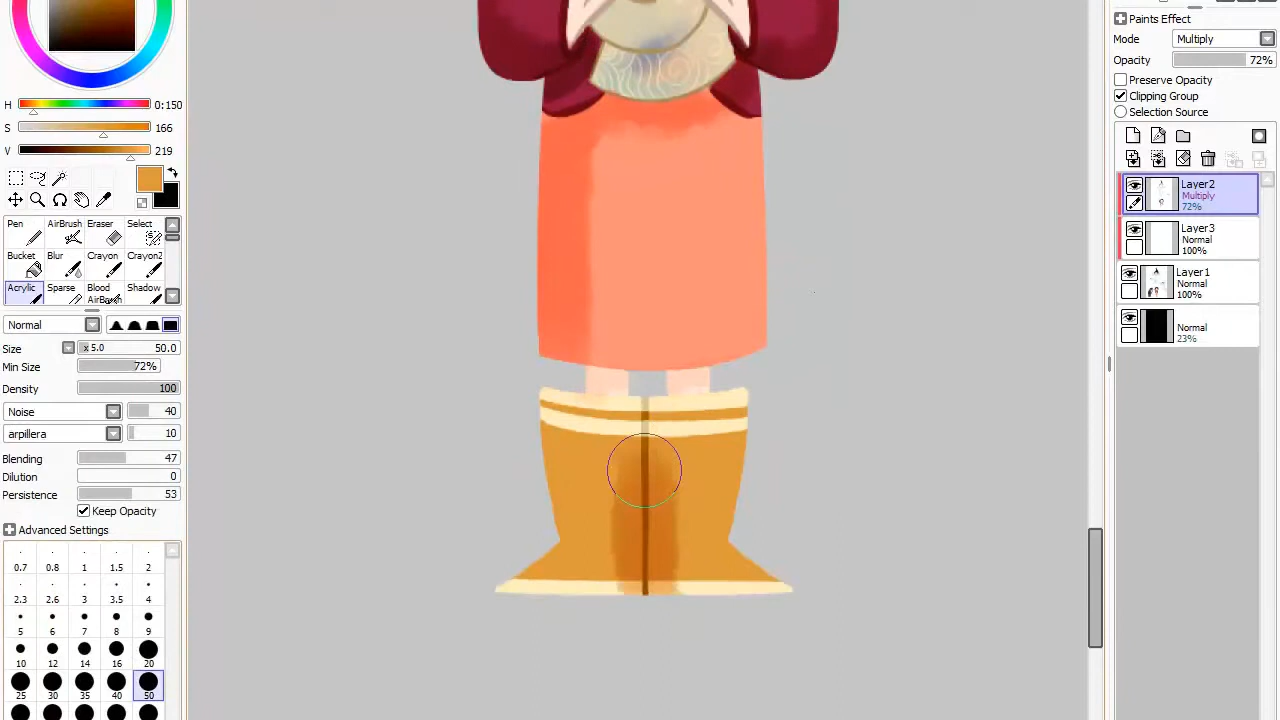 H 0:150
S 166
V 219
Pen AirBrush Eraser Select
Bucket Blur Crayon Crayon2
Acrylic Sparse Blood AirBrush Shadow
Normal
Size x 5.0 50.0
Min Size 72%
Density 100
Noise 40
arpillera 10
Blending 47
Dilution 0
Persistence 53
Keep Opacity
Advanced Settings
0.7 0.8 1 1.5 2
2.3 2.6 3 3.5 4
5 6 7 8 9
10 12 14 16 20
25 30 35 40 50
Paints Effect
Mode Multiply
Opacity 72%
Preserve Opacity
Clipping Group
Selection Source
Layer2
Multiply
72%
Layer3
Normal
100%
Layer1
Normal
100%
Normal
23%